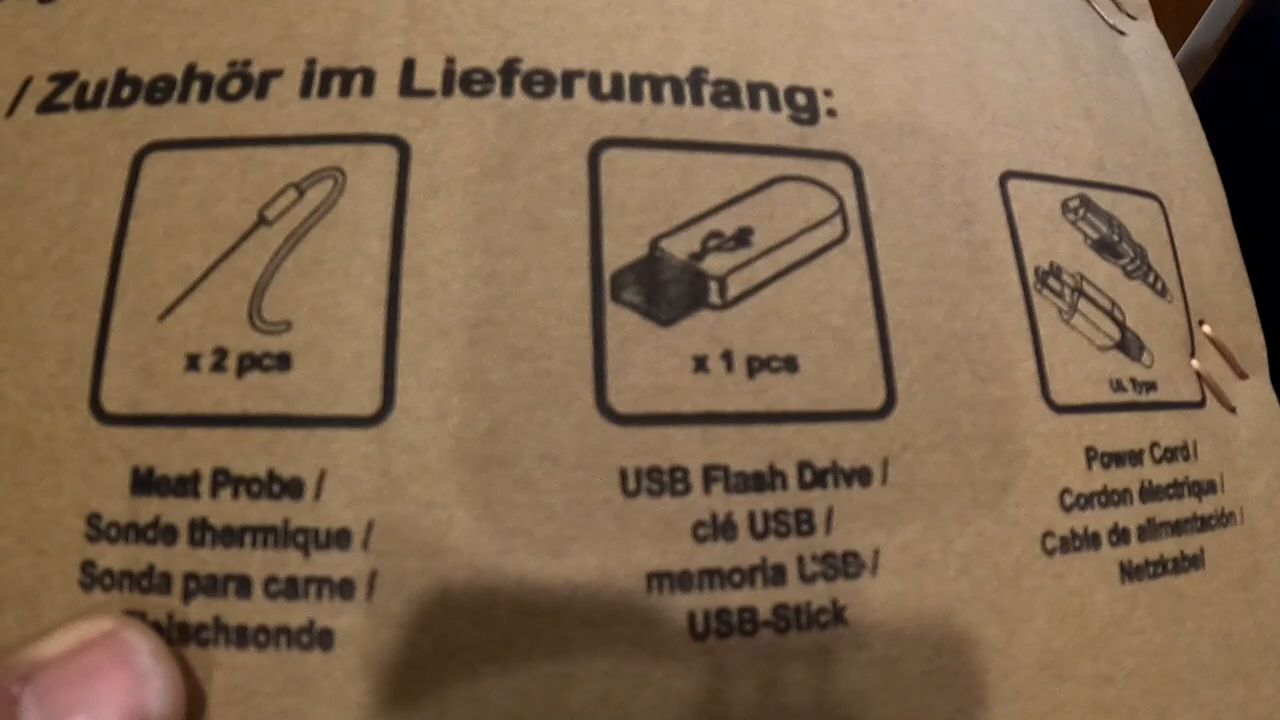 / Zubehör im Lieferumfang:
x 2 pcs
Meat Probe /
Sonde thermique /
Sonda para carne /
x 1 pcs
USB Flash Drive /
clé USB /
memoria USB /
USB-Stick
UL Type
Power Cord /
Cordon électrique /
Cable de alimentación /
Netzkabel